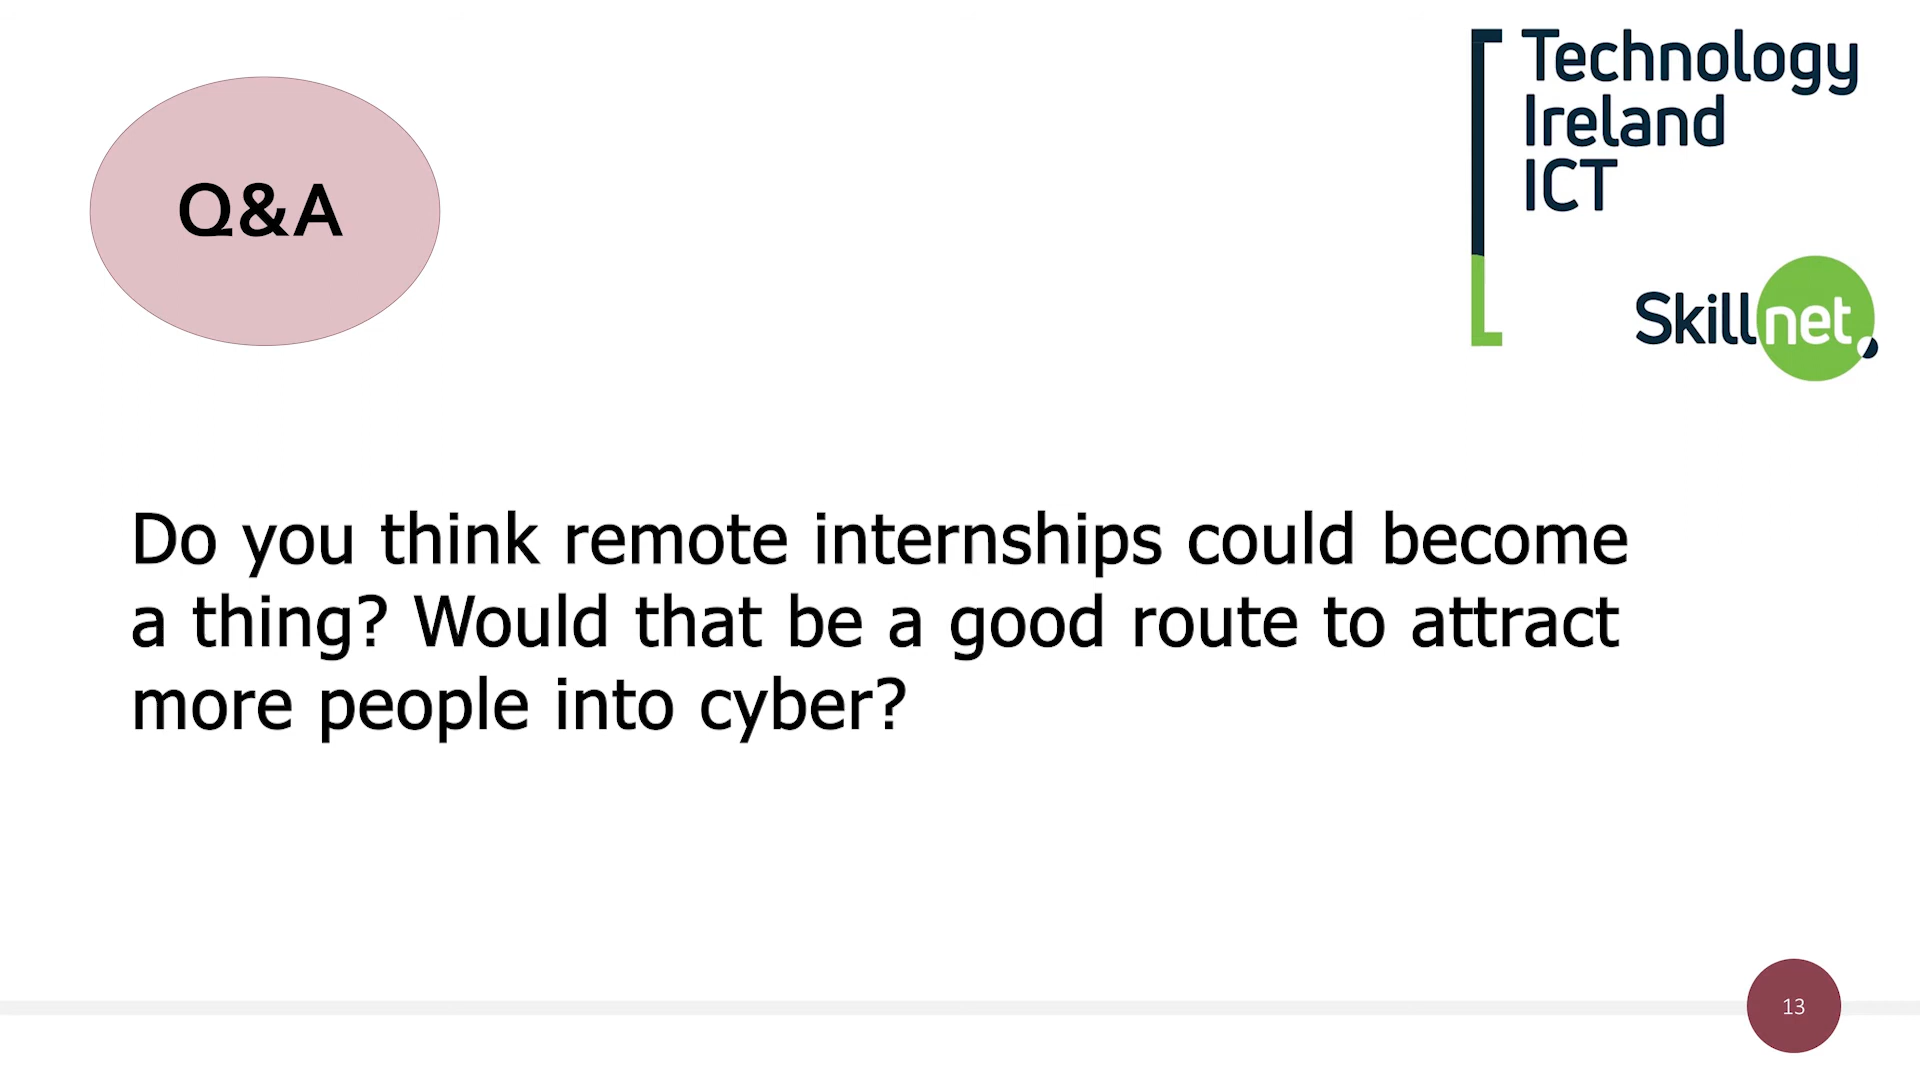 Q&A
Technology
Ireland
ICT
Skillnet
Do you think remote internships could become
a thing? Would that be a good route to attract
more people into cyber?
13